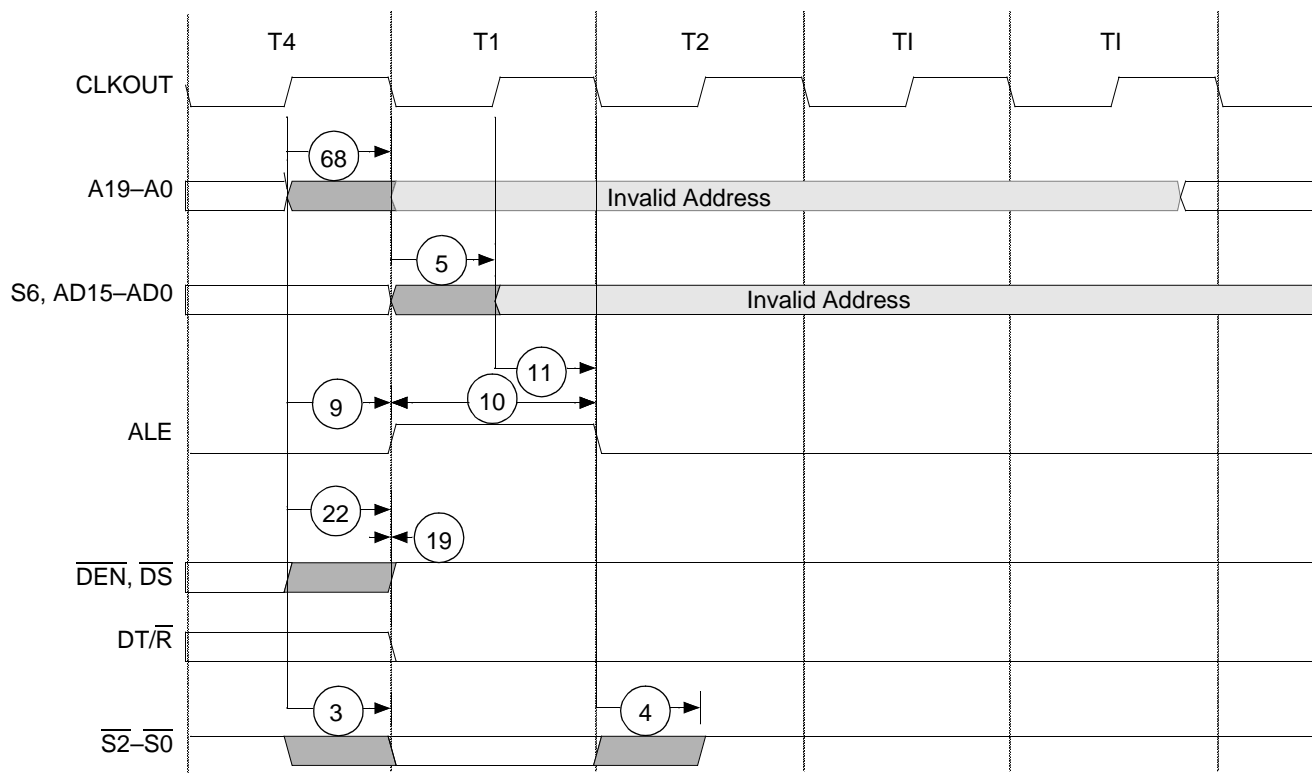 T4 T1 T2 TI TI
CLKOUT
68
A19–A0 Invalid Address
5
S6, AD15–AD0 Invalid Address
11
9 10
ALE
22
19
DEN, DS
DT/R
3 4
S2–S0